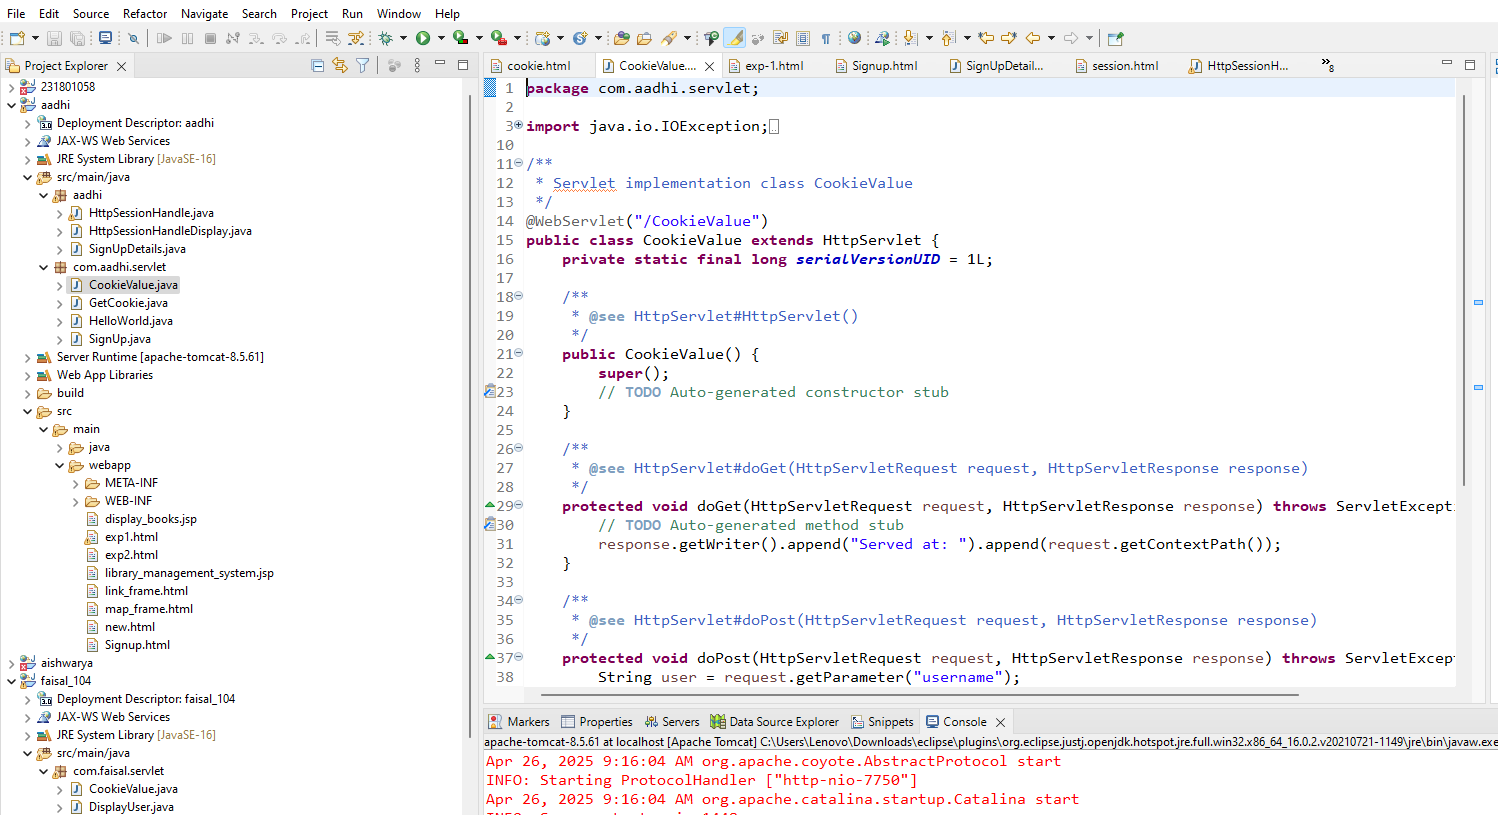 File Edit Source Refactor Navigate Search Project Run Window Help
Project Explorer
231801058
aadhi
Deployment Descriptor: aadhi
JAX-WS Web Services
JRE System Library [JavaSE-16]
src/main/java
aadhi
HttpSessionHandle.java
HttpSessionHandleDisplay.java
SignUpDetails.java
com.aadhi.servlet
CookieValue.java
GetCookie.java
HelloWorld.java
SignUp.java
Server Runtime [apache-tomcat-8.5.61]
Web App Libraries
build
src
main
java
webapp
META-INF
WEB-INF
display_books.jsp
exp1.html
exp2.html
library_management_system.jsp
link_frame.html
map_frame.html
new.html
Signup.html
aishwarya
faisal_104
Deployment Descriptor: faisal_104
JAX-WS Web Services
JRE System Library [JavaSE-16]
src/main/java
com.faisal.servlet
CookieValue.java
DisplayUser.java
cookie.html CookieValue.... exp-1.html Signup.html SignUpDetail... session.html HttpSessionH... »8
1 package com.aadhi.servlet;
2
3 import java.io.IOException;
10
11 /**
12 * Servlet implementation class CookieValue
13 */
14 @WebServlet("/CookieValue")
15 public class CookieValue extends HttpServlet {
16 private static final long serialVersionUID = 1L;
17
18 /**
19 * @see HttpServlet#HttpServlet()
20 */
21 public CookieValue() {
22 super();
23 // TODO Auto-generated constructor stub
24 }
25
26 /**
27 * @see HttpServlet#doGet(HttpServletRequest request, HttpServletResponse response)
28 */
29 protected void doGet(HttpServletRequest request, HttpServletResponse response) throws ServletExcepti
30 // TODO Auto-generated method stub
31 response.getWriter().append("Served at: ").append(request.getContextPath());
32 }
33
34 /**
35 * @see HttpServlet#doPost(HttpServletRequest request, HttpServletResponse response)
36 */
37 protected void doPost(HttpServletRequest request, HttpServletResponse response) throws ServletExcept
38 String user = request.getParameter("username");
Markers Properties Servers Data Source Explorer Snippets Console
apache-tomcat-8.5.61 at localhost [Apache Tomcat] C:\Users\Lenovo\Downloads\eclipse\plugins\org.eclipse.justj.openjdk.hotspot.jre.full.win32.x86_64_16.0.2.v20210721-1149\jre\bin\javaw.exe
Apr 26, 2025 9:16:04 AM org.apache.coyote.AbstractProtocol start
INFO: Starting ProtocolHandler ["http-nio-7750"]
Apr 26, 2025 9:16:04 AM org.apache.catalina.startup.Catalina start